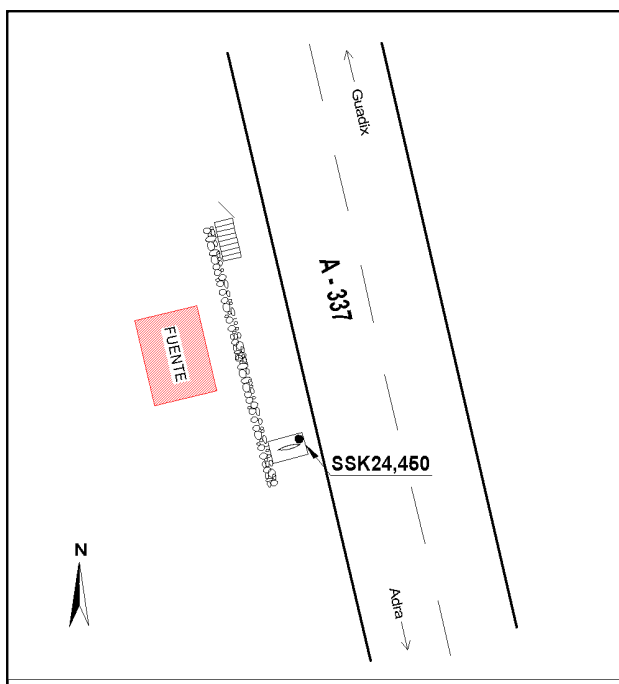 Guadix
A - 337
FUENTE
SSK24,450
N
Adra